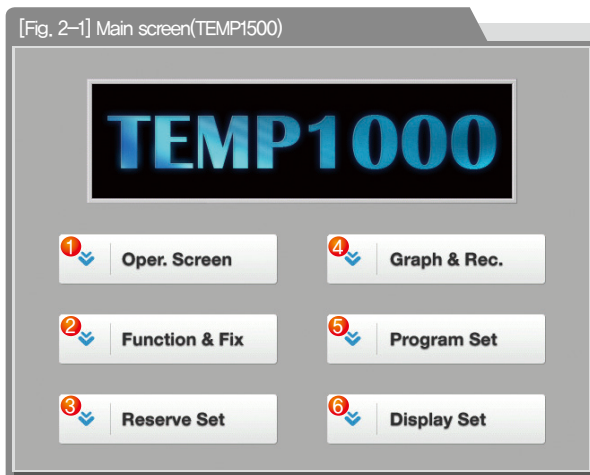 [Fig. 2-1] Main screen(TEMP1500)
TEMP1000
1 Oper. Screen
4 Graph & Rec.
2 Function & Fix
5 Program Set
3 Reserve Set
6 Display Set